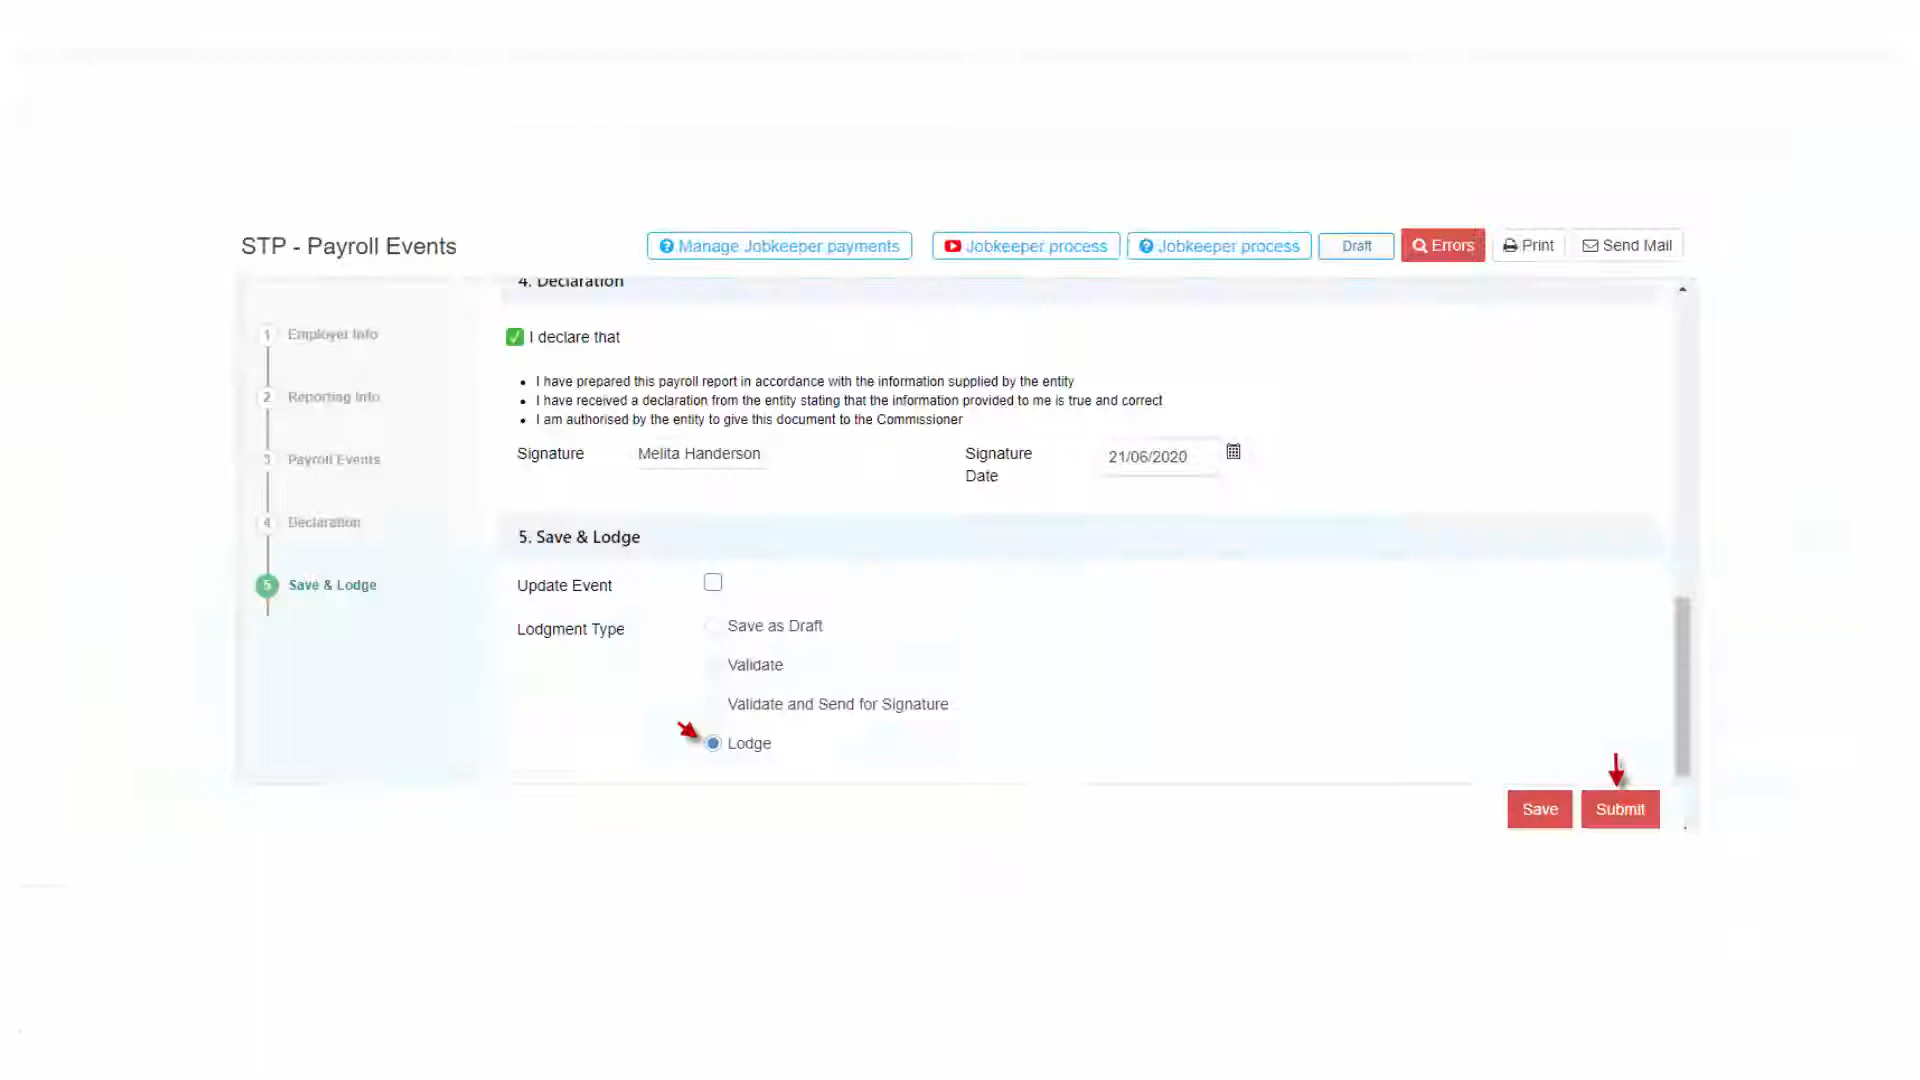 STP - Payroll Events
Manage Jobkeeper payments
Jobkeeper process
Jobkeeper process
Draft
Errors
Print
Send Mail
4. Declaration
1 Employer Info
2 Reporting Info
3 Payroll Events
4 Declaration
5 Save & Lodge
I declare that
• I have prepared this payroll report in accordance with the information supplied by the entity
• I have received a declaration from the entity stating that the information provided to me is true and correct
• I am authorised by the entity to give this document to the Commissioner
Signature Melita Handerson
Signature Date 21/06/2020
5. Save & Lodge
Update Event
Lodgment Type
Save as Draft
Validate
Validate and Send for Signature
Lodge
Save
Submit